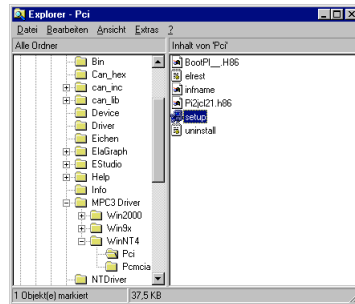 Explorer - Pci
Datei Bearbeiten Ansicht Extras ?
Alle Ordner
Inhalt von 'Pci'
Bin
Can_hex
can_inc
can_lib
Device
Driver
Eichen
ElaGraph
EStudio
Help
Info
MPC3 Driver
Win2000
Win9x
WinNT4
Pci
Pcmcia
NTDriver
BootPI__.H86
elrest
infname
Pi2jcl21.h86
setup
uninstall
1 Objekt(e) markiert
37,5 KB